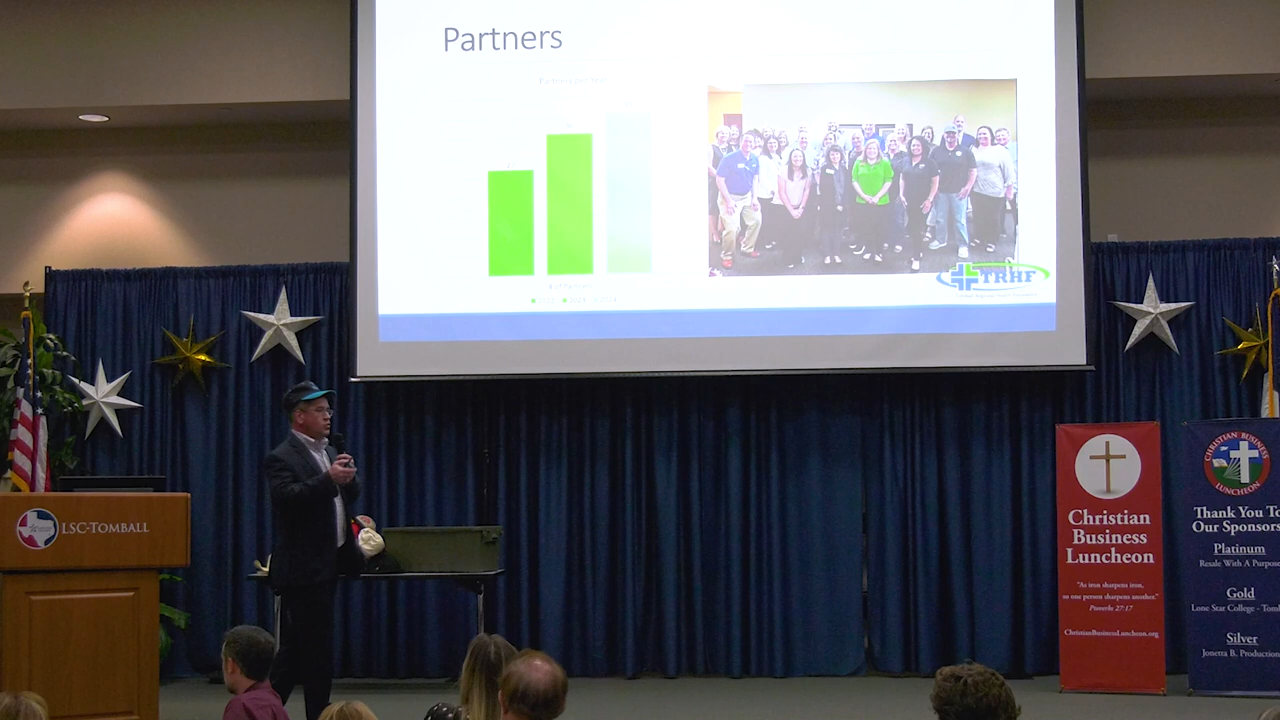 Partners
TRHF
LSC-TOMBALL
Christian
Business
Luncheon
"As iron sharpens iron,
so one person sharpens another."
Proverbs 27:17
ChristianBusinessLuncheon.org
CHRISTIAN BUSINESS
LUNCHEON
Thank You To
Our Sponsors
Platinum
Resale With A Purpose
Gold
Lone Star College - Tomb
Silver
Jonetta B. Production